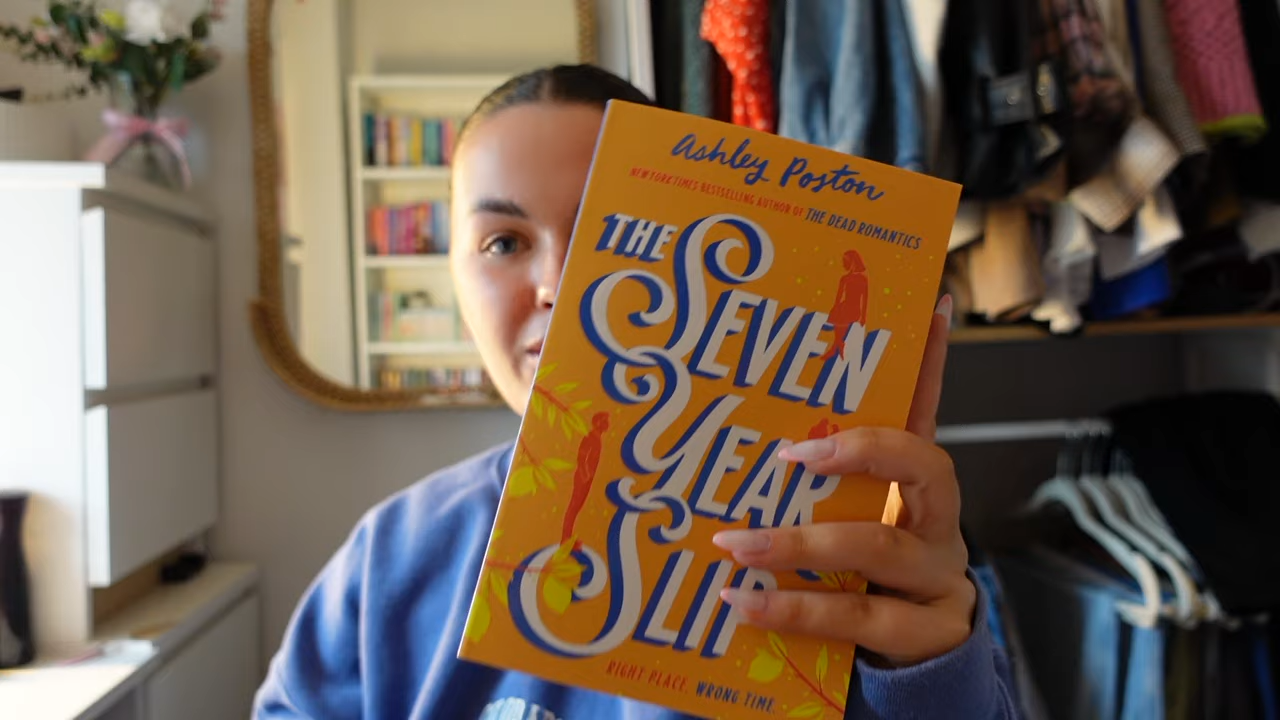 Ashley Poston
NEW YORK TIMES BESTSELLING AUTHOR OF THE DEAD ROMANTICS
THE SEVEN
YEAR
SLIP
RIGHT PLACE. WRONG TIME.